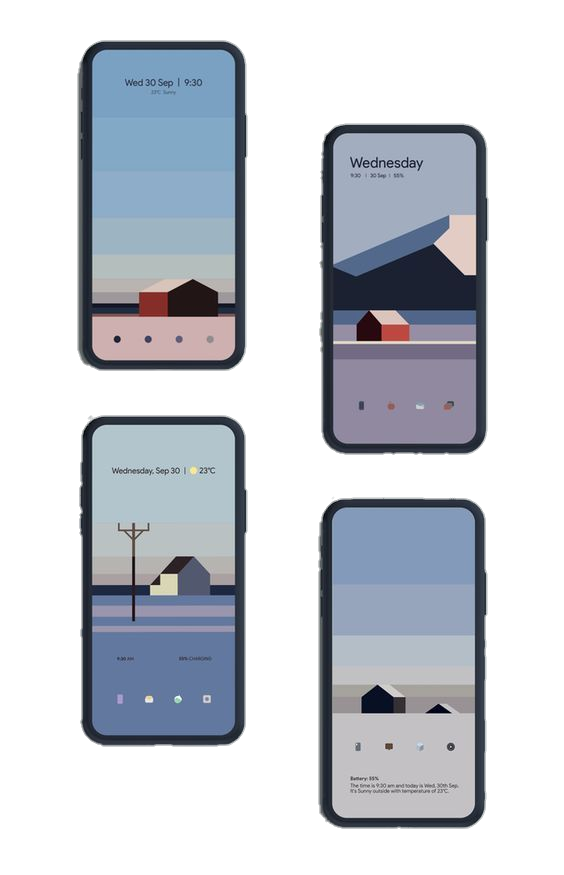 Wed 30 Sep | 9:30
23°C Sunny
Wednesday
9:30 | 30 Sep | 55%
Wednesday, Sep 30 | 23°C
9:30 AM 55% CHARGING
Battery: 55%
The time is 9:30 am and today is Wed, 30th Sep.
It's Sunny outside with temperature of 23°C.